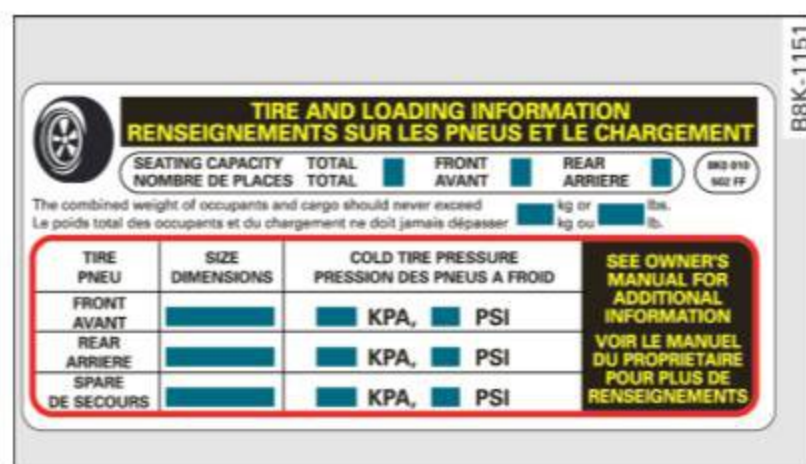 B8K-1151
TIRE AND LOADING INFORMATION
RENSEIGNEMENTS SUR LES PNEUS ET LE CHARGEMENT
SEATING CAPACITY TOTAL FRONT REAR
NOMBRE DE PLACES TOTAL AVANT ARRIERE
8K0 010
502 FF
The combined weight of occupants and cargo should never exceed kg or lbs.
Le poids total des occupants et du chargement ne doit jamais dépasser kg ou lb.
TIRE SIZE COLD TIRE PRESSURE
PNEU DIMENSIONS PRESSION DES PNEUS A FROID
FRONT
AVANT
KPA, PSI
REAR
ARRIERE
KPA, PSI
SPARE
DE SECOURS
KPA, PSI
SEE OWNER'S
MANUAL FOR
ADDITIONAL
INFORMATION
VOIR LE MANUEL
DU PROPRIETAIRE
POUR PLUS DE
RENSEIGNEMENTS